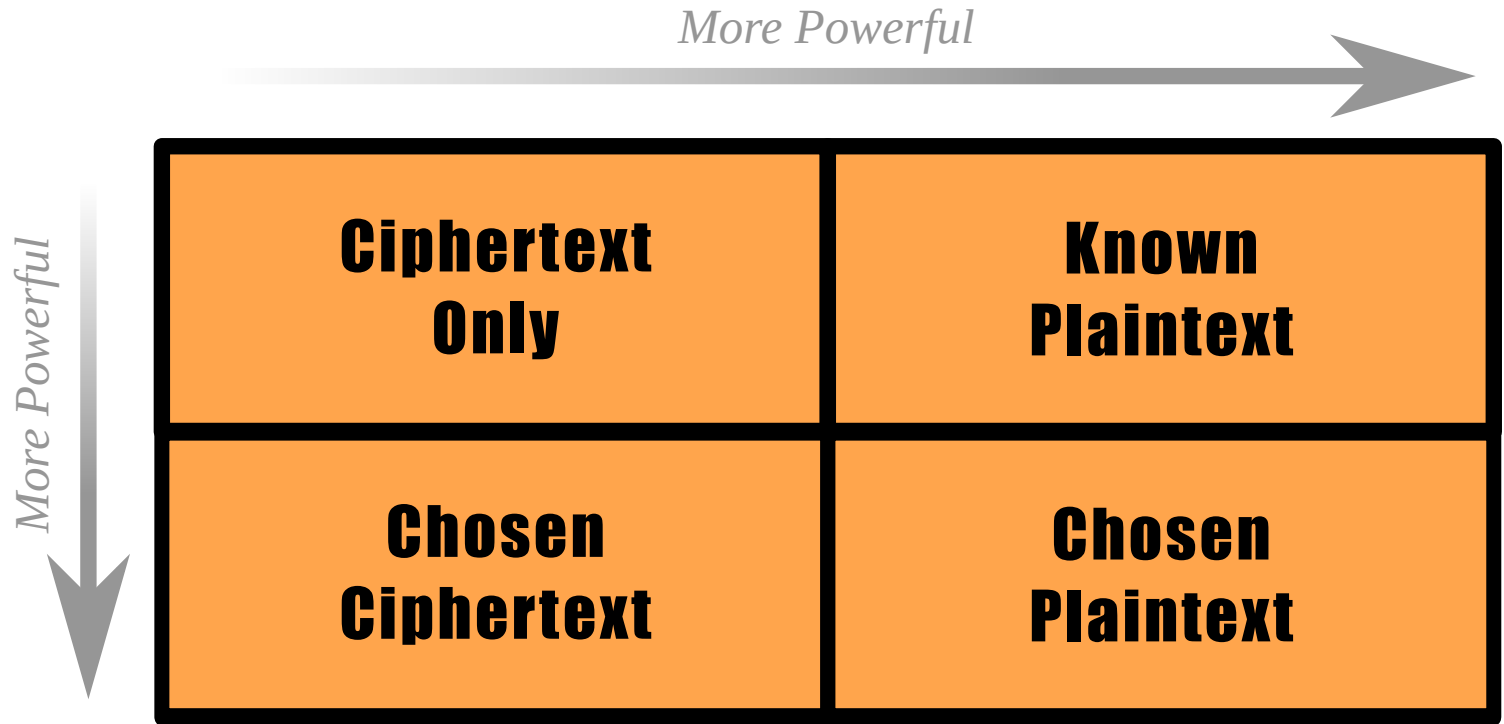 More Powerful
More Powerful
Ciphertext
Only
Known
Plaintext
Chosen
Ciphertext
Chosen
Plaintext